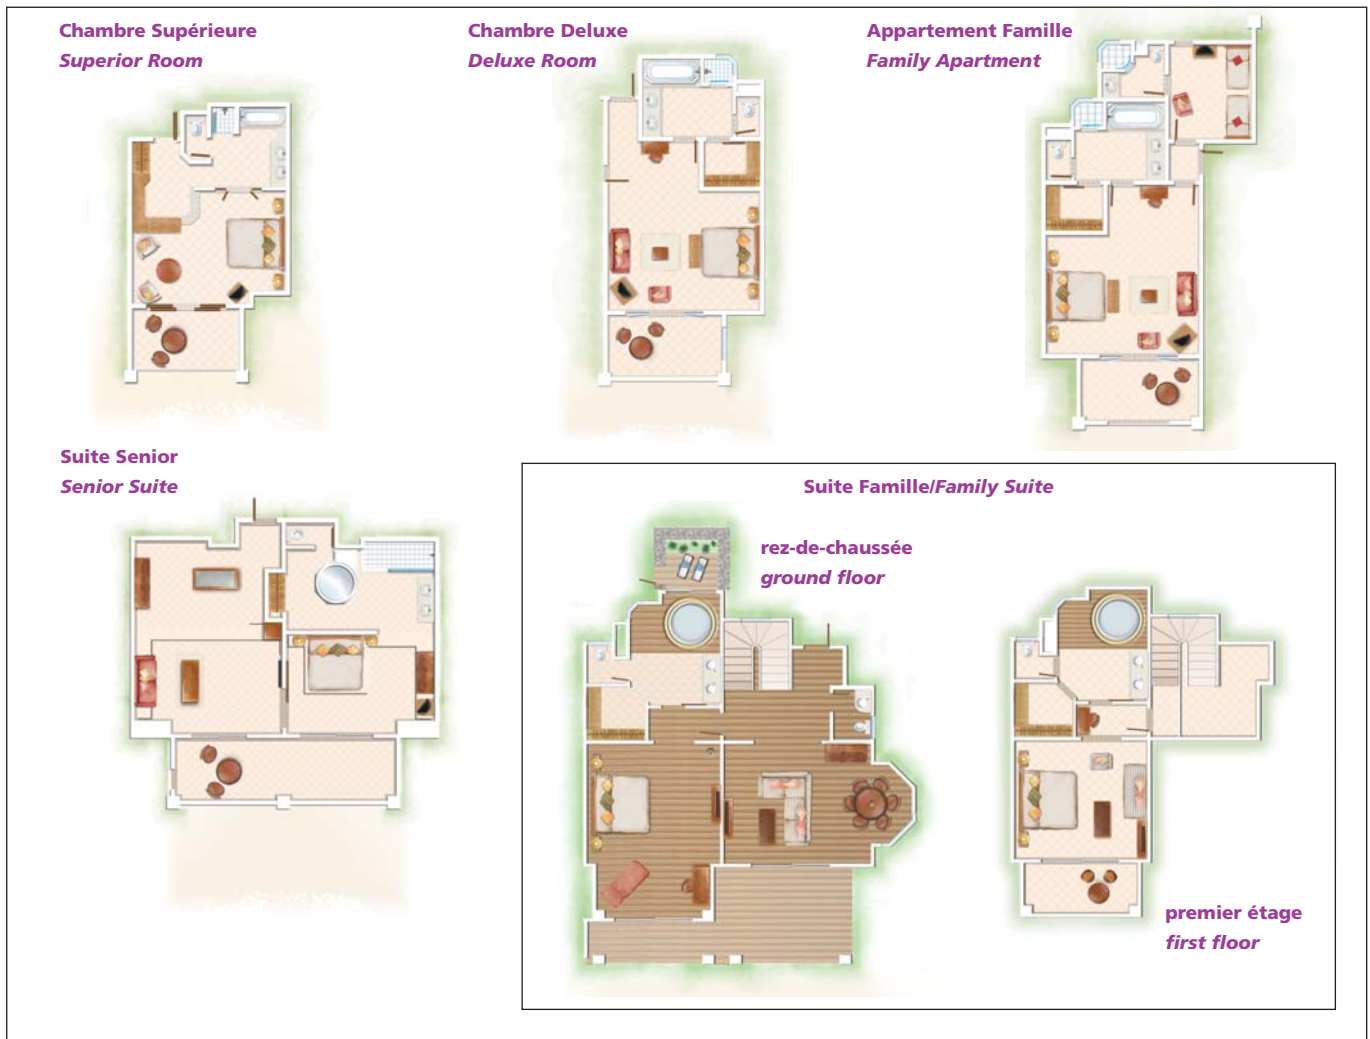 Chambre Supérieure
Superior Room
Chambre Deluxe
Deluxe Room
Appartement Famille
Family Apartment
Suite Senior
Senior Suite
Suite Famille/Family Suite
rez-de-chaussée
ground floor
premier étage
first floor